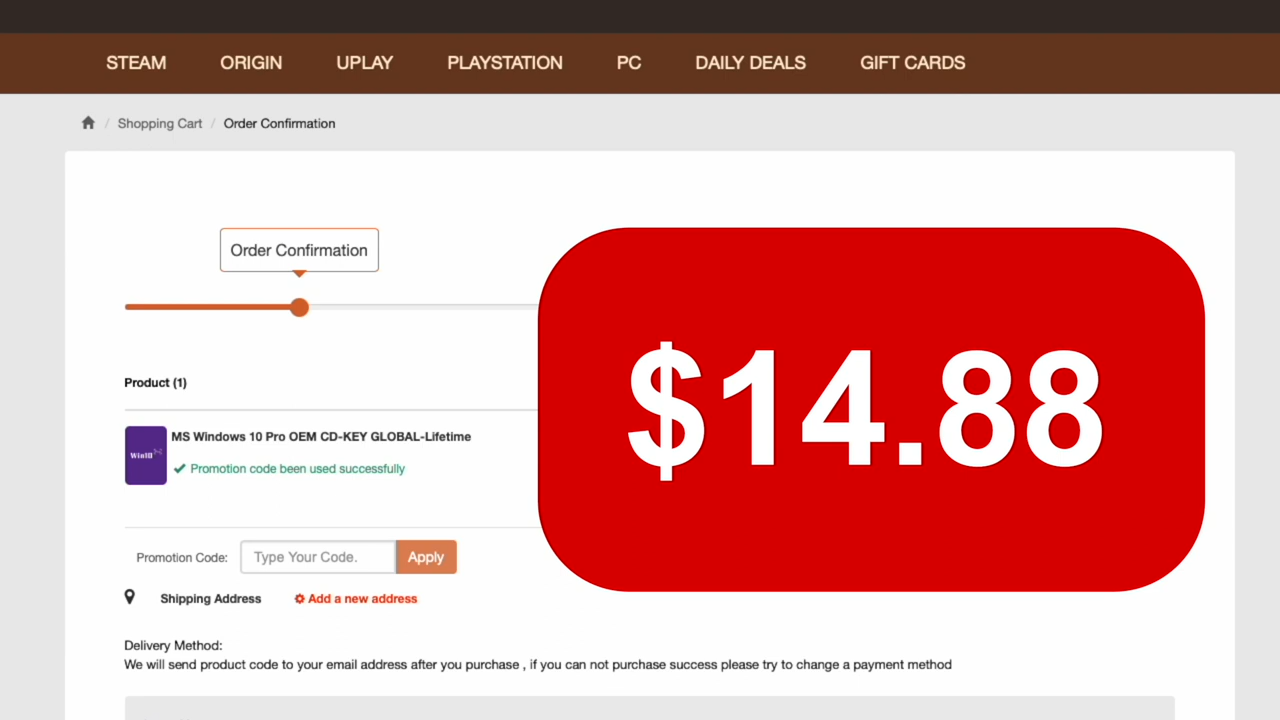 STEAM ORIGIN UPLAY PLAYSTATION PC DAILY DEALS GIFT CARDS
/ Shopping Cart / Order Confirmation
Order Confirmation
$14.88
Product (1)
MS Windows 10 Pro OEM CD-KEY GLOBAL-Lifetime
Win10
Promotion code been used successfully
Promotion Code: Type Your Code. Apply
Shipping Address Add a new address
Delivery Method:
We will send product code to your email address after you purchase , if you can not purchase success please try to change a payment method